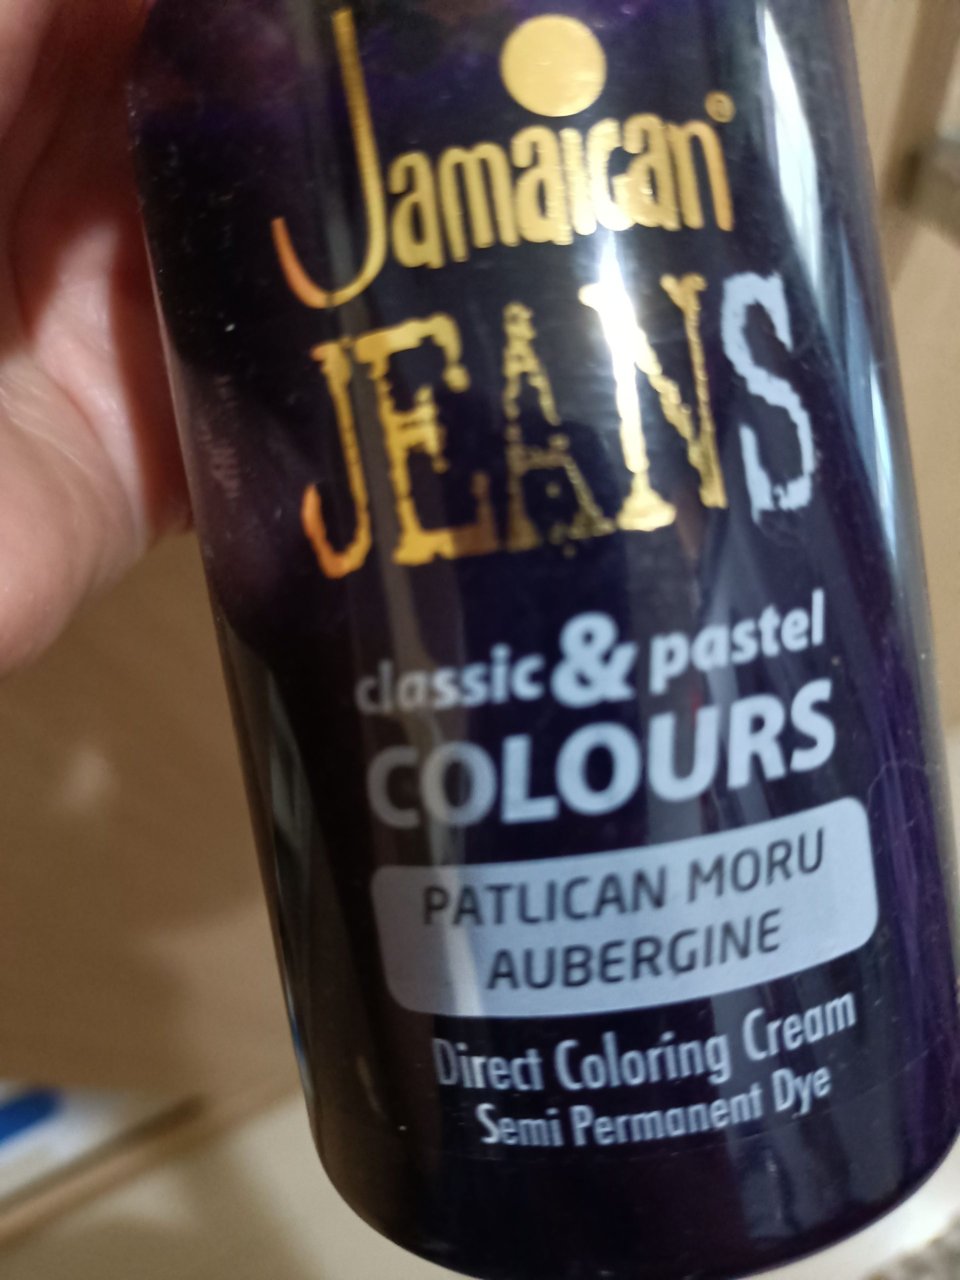 Jamaican®
JEANS
classic & pastel
COLOURS
PATLICAN MORU
AUBERGINE
Direct Coloring Cream
Semi Permanent Dye